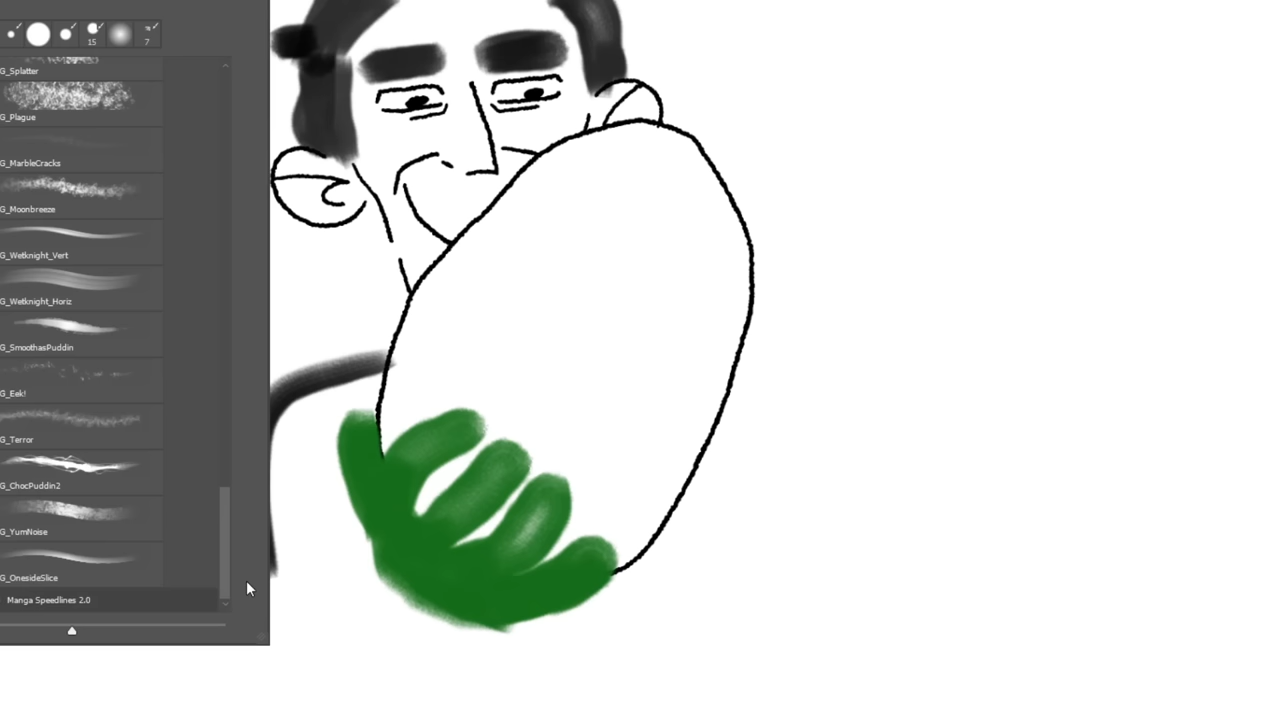 15
7
G_Splatter
G_Plague
G_MarbleCracks
G_Moonbreeze
G_Wetknight_Vert
G_Wetknight_Horiz
G_SmoothasPuddin
G_Eek!
G_Terror
G_ChocPuddin2
G_YumNoise
G_OnesideSlice
Manga Speedlines 2.0